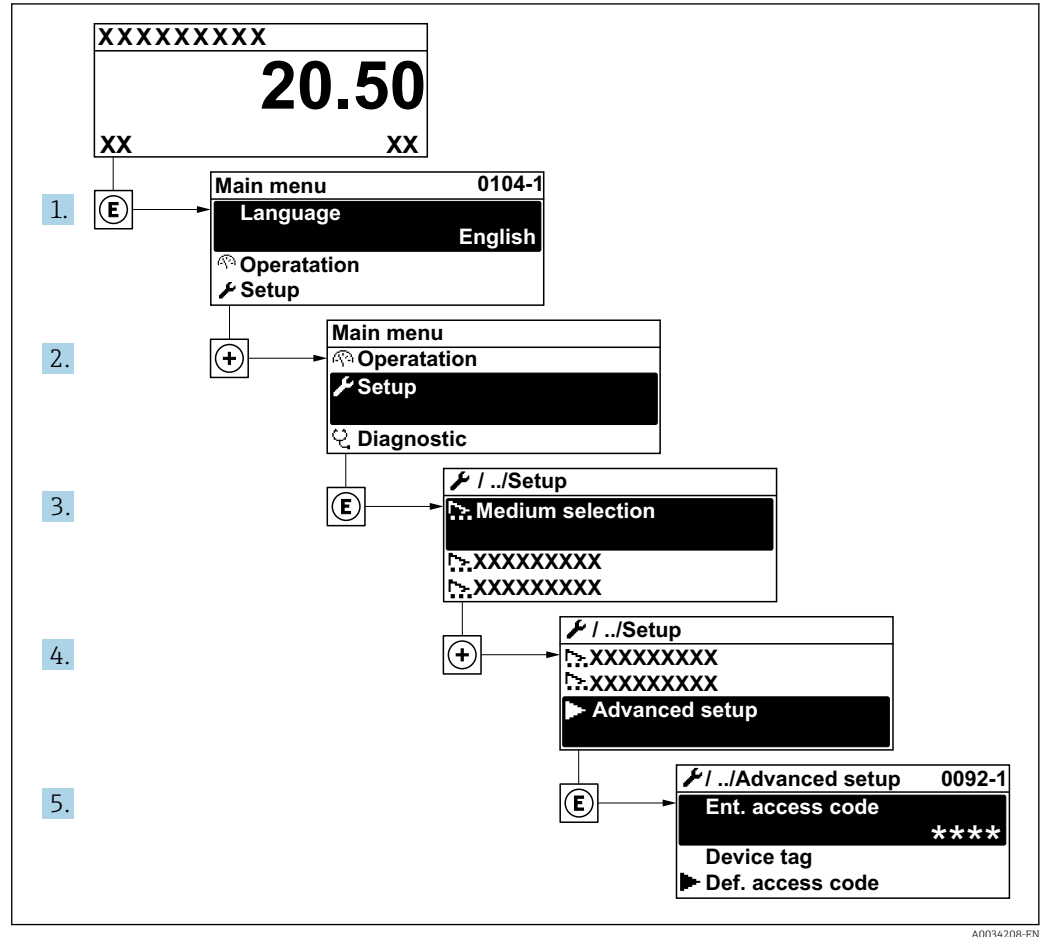 XXXXXXXXX
20.50
XX XX
1. E Main menu 0104-1
Language
English
Operatation
Setup
2. + Main menu
Operatation
Setup
Diagnostic
3. E / ../Setup
Medium selection
XXXXXXXXX
XXXXXXXXX
4. + / ../Setup
XXXXXXXXX
XXXXXXXXX
Advanced setup
5. E / ../Advanced setup 0092-1
Ent. access code
****
Device tag
Def. access code
A0034208-EN